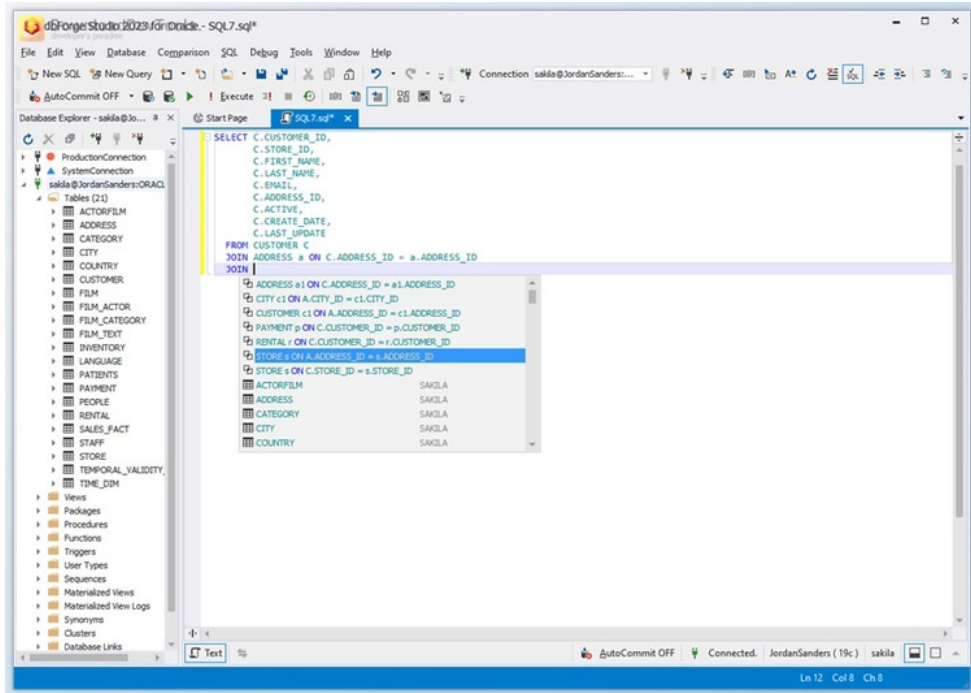 dbForge Studio 2023 for Oracle - SQL7.sql*
File Edit View Database Comparison SQL Debug Tools Window Help
New SQL New Query Connection sakila@JordanSanders:...
AutoCommit OFF Execute
Database Explorer - sakila@Jo...
Start Page SQL7.sql*
ProductionConnection
SystemConnection
sakila@JordanSanders:ORACL
Tables (21)
ACTORFILM
ADDRESS
CATEGORY
CITY
COUNTRY
CUSTOMER
FILM
FILM_ACTOR
FILM_CATEGORY
FILM_TEXT
INVENTORY
LANGUAGE
PATIENTS
PAYMENT
PEOPLE
RENTAL
SALES_FACT
STAFF
STORE
TEMPORAL_VALIDITY_
TIME_DIM
Views
Packages
Procedures
Functions
Triggers
User Types
Sequences
Materialized Views
Materialized View Logs
Synonyms
Clusters
Database Links
SELECT C.CUSTOMER_ID,
C.STORE_ID,
C.FIRST_NAME,
C.LAST_NAME,
C.EMAIL,
C.ADDRESS_ID,
C.ACTIVE,
C.CREATE_DATE,
C.LAST_UPDATE
FROM CUSTOMER C
JOIN ADDRESS a ON C.ADDRESS_ID = a.ADDRESS_ID
JOIN
ADDRESS a1 ON C.ADDRESS_ID = a1.ADDRESS_ID
CITY c1 ON A.CITY_ID = c1.CITY_ID
CUSTOMER c1 ON A.ADDRESS_ID = c1.ADDRESS_ID
PAYMENT p ON C.CUSTOMER_ID = p.CUSTOMER_ID
RENTAL r ON C.CUSTOMER_ID = r.CUSTOMER_ID
STORE s ON A.ADDRESS_ID = s.ADDRESS_ID
STORE s ON C.STORE_ID = s.STORE_ID
ACTORFILM SAKILA
ADDRESS SAKILA
CATEGORY SAKILA
CITY SAKILA
COUNTRY SAKILA
Text
AutoCommit OFF Connected. JordanSanders (19c) sakila
Ln 12 Col 8 Ch 8